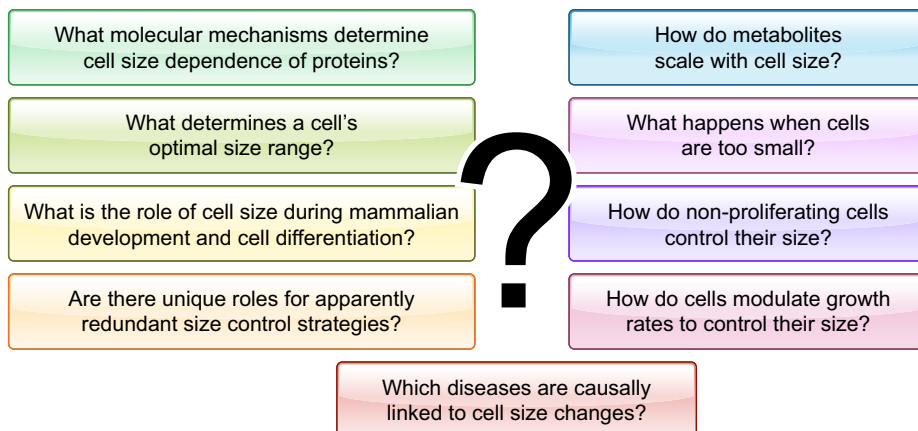 What molecular mechanisms determine
cell size dependence of proteins?
What determines a cell's
optimal size range?
What is the role of cell size during mammalian
development and cell differentiation?
Are there unique roles for apparently
redundant size control strategies?
How do metabolites
scale with cell size?
What happens when cells
are too small?
How do non-proliferating cells
control their size?
How do cells modulate growth
rates to control their size?
?
Which diseases are causally
linked to cell size changes?